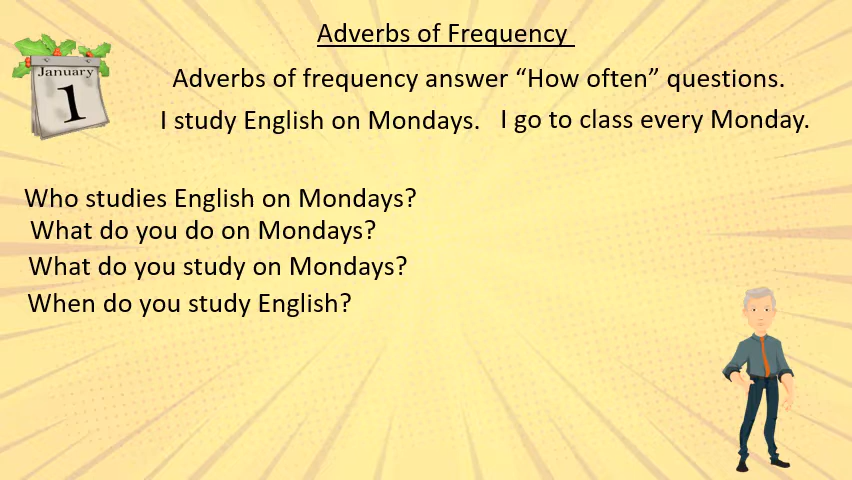 Adverbs of Frequency
January
1
Adverbs of frequency answer “How often” questions.
I study English on Mondays. I go to class every Monday.
Who studies English on Mondays?
What do you do on Mondays?
What do you study on Mondays?
When do you study English?